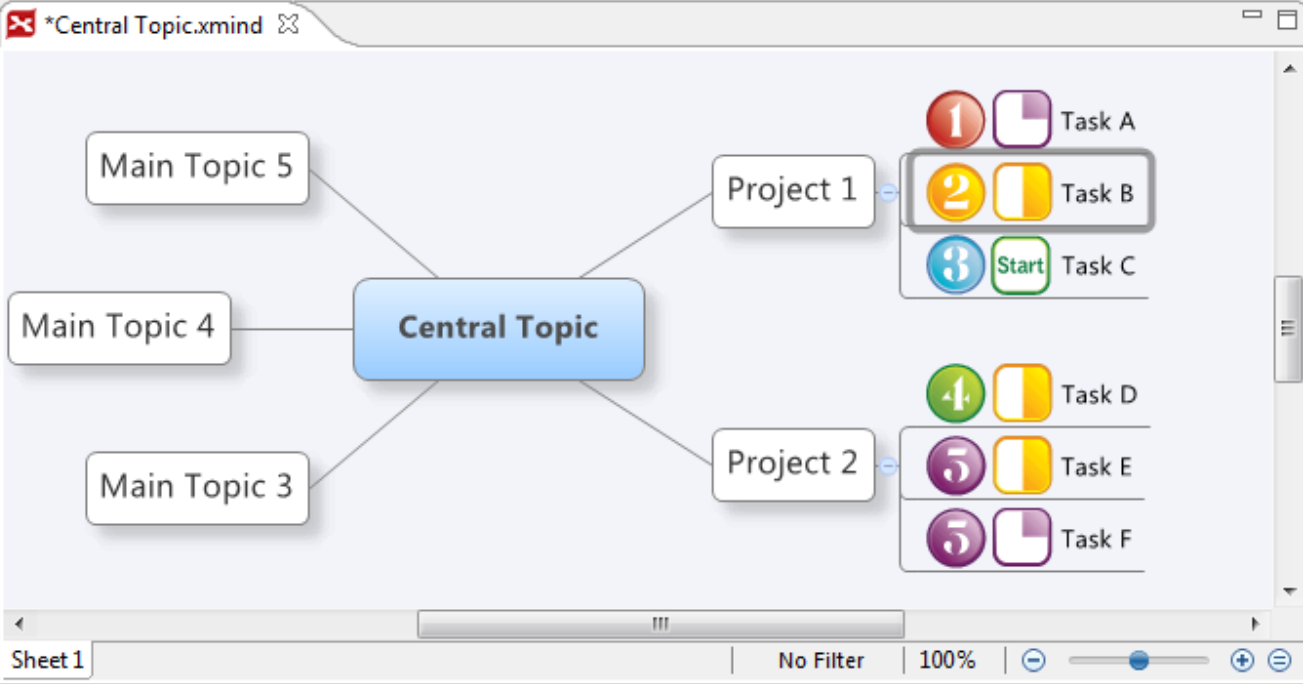 *Central Topic.xmind
1 Task A
Main Topic 5
Project 1
2 Task B
3 Start Task C
Main Topic 4
Central Topic
4 Task D
Project 2
5 Task E
Main Topic 3
5 Task F
Sheet 1
No Filter
100%